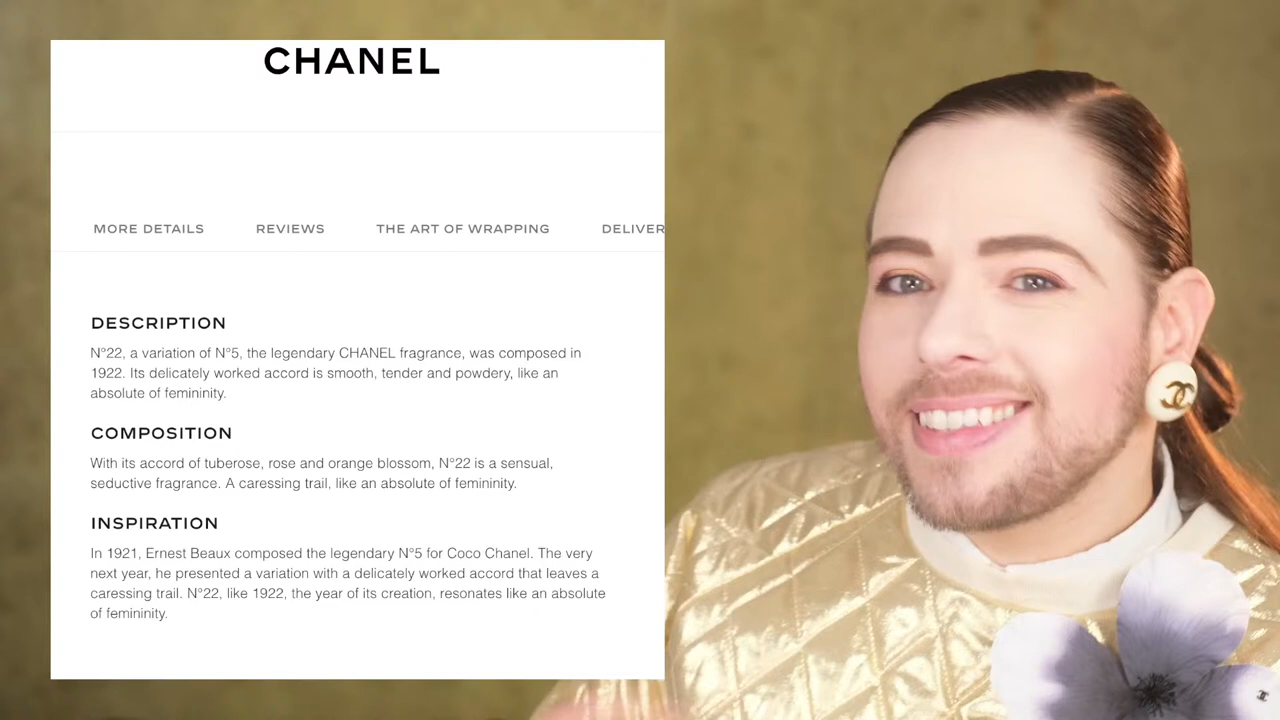 CHANEL
MORE DETAILS REVIEWS THE ART OF WRAPPING DELIVER
DESCRIPTION
N°22, a variation of N°5, the legendary CHANEL fragrance, was composed in
1922. Its delicately worked accord is smooth, tender and powdery, like an
absolute of femininity.
COMPOSITION
With its accord of tuberose, rose and orange blossom, N°22 is a sensual,
seductive fragrance. A caressing trail, like an absolute of femininity.
INSPIRATION
In 1921, Ernest Beaux composed the legendary N°5 for Coco Chanel. The very
next year, he presented a variation with a delicately worked accord that leaves a
caressing trail. N°22, like 1922, the year of its creation, resonates like an absolute
of femininity.